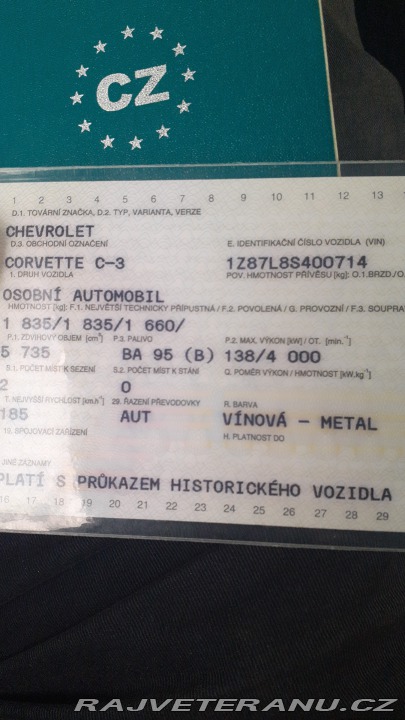 CZ
1 2 3 4 5 6 7 8 9 10 11 12 13
D.1. TOVÁRNÍ ZNAČKA, D.2. TYP, VARIANTA, VERZE
CHEVROLET
D.3. OBCHODNÍ OZNAČENÍ E. IDENTIFIKAČNÍ ČÍSLO VOZIDLA (VIN)
CORVETTE C-3 1Z87L8S400714
1. DRUH VOZIDLA POV. HMOTNOST PŘÍVĚSU [kg]: O.1.BRZD./O.
OSOBNÍ AUTOMOBIL
HMOTNOST [kg]: F.1. NEJVĚTŠÍ TECHNICKY PŘÍPUSTNÁ / F.2. POVOLENÁ / G. PROVOZNÍ / F.3. SOUPRA
1 835/1 835/1 660/
P.1. ZDVIHOVÝ OBJEM [cm³] P.3. PALIVO P.2. MAX. VÝKON [kW] / OT. [min.⁻¹]
5 735 BA 95 (B) 138/4 000
S.1. POČET MÍST K SEZENÍ S.2. POČET MÍST K STÁNÍ Q. POMĚR VÝKON / HMOTNOST [kW.kg⁻¹]
2 0
T. NEJVYŠŠÍ RYCHLOST [km.h⁻¹] 29. ŘAZENÍ PŘEVODOVKY R. BARVA
185 AUT VÍNOVÁ - METAL
19. SPOJOVACÍ ZAŘÍZENÍ H. PLATNOST DO
JINÉ ZÁZNAMY
PLATÍ S PRŮKAZEM HISTORICKÉHO VOZIDLA
16 17 18 19 20 21 22 23 24 25 26 27 28 29
RAJVETERANU.CZ